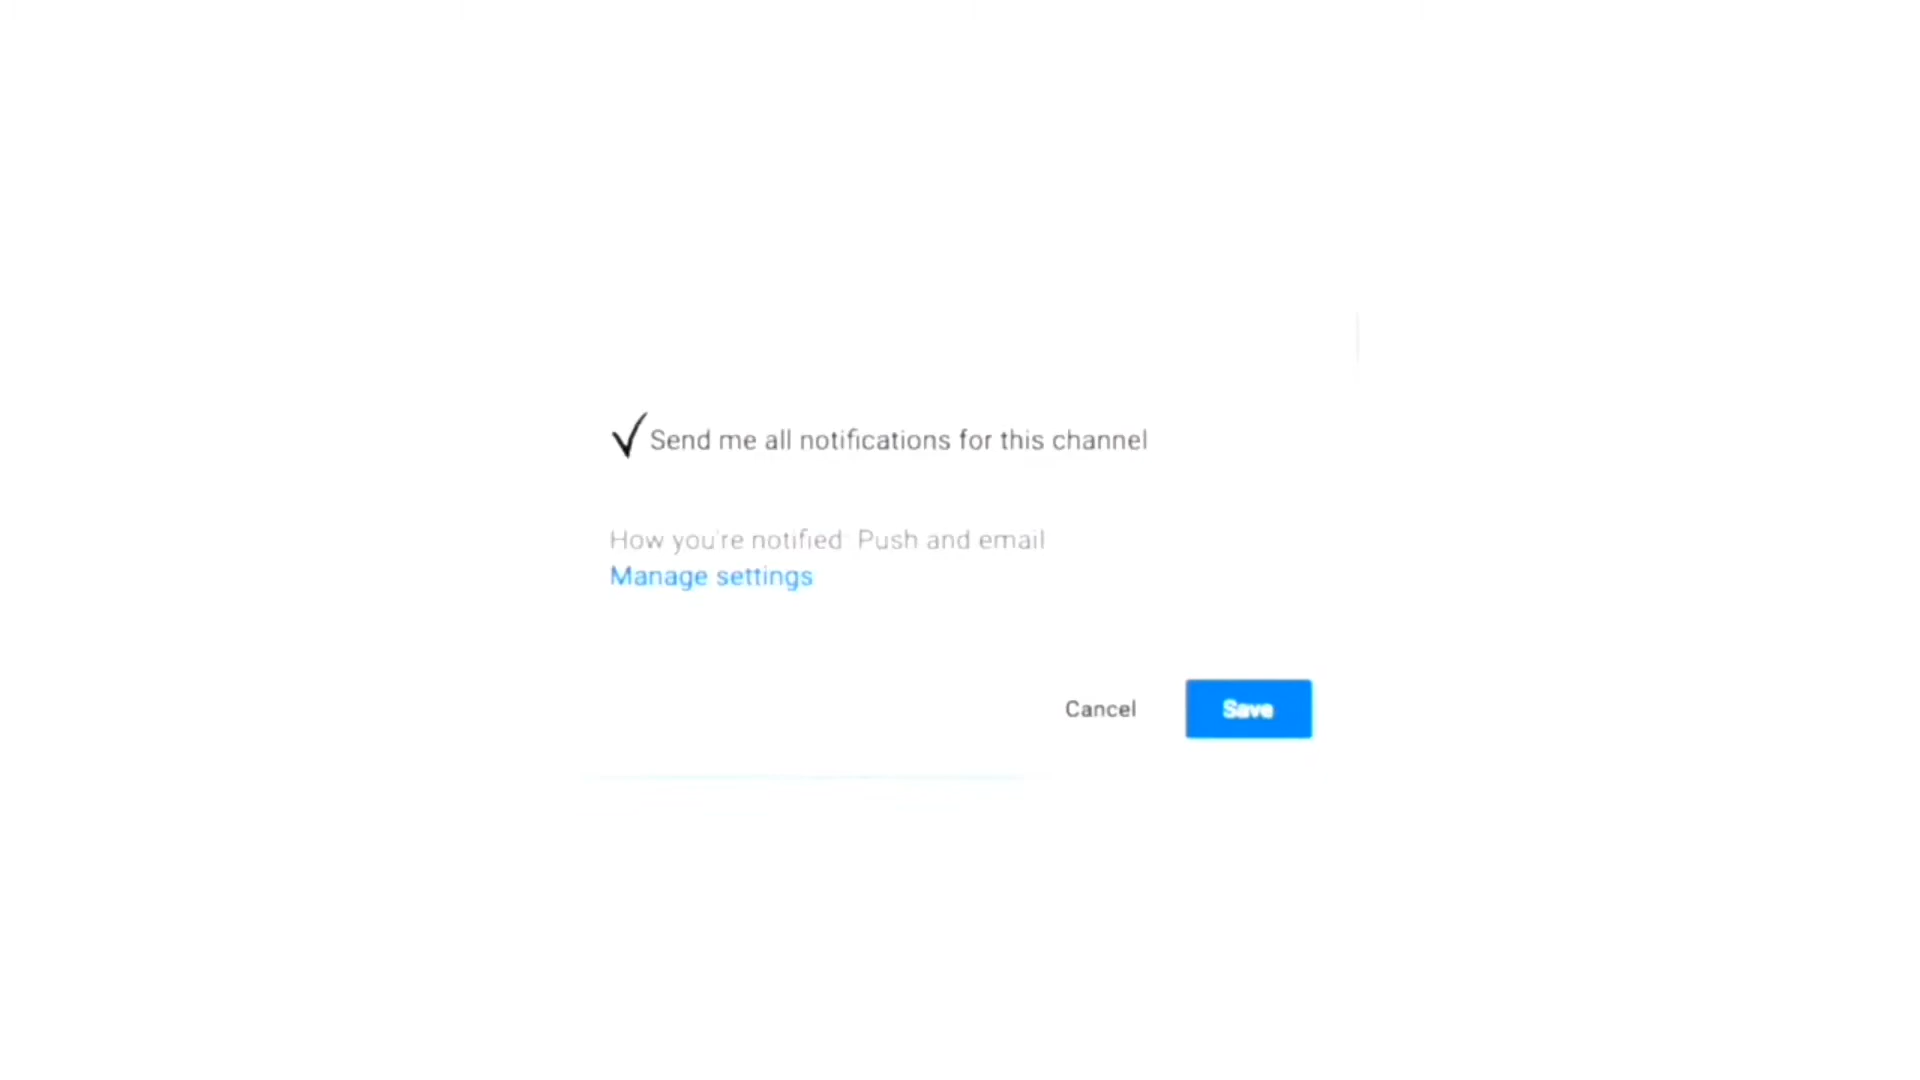 Send me all notifications for this channel
How you're notified: Push and email
Manage settings
Cancel
Save